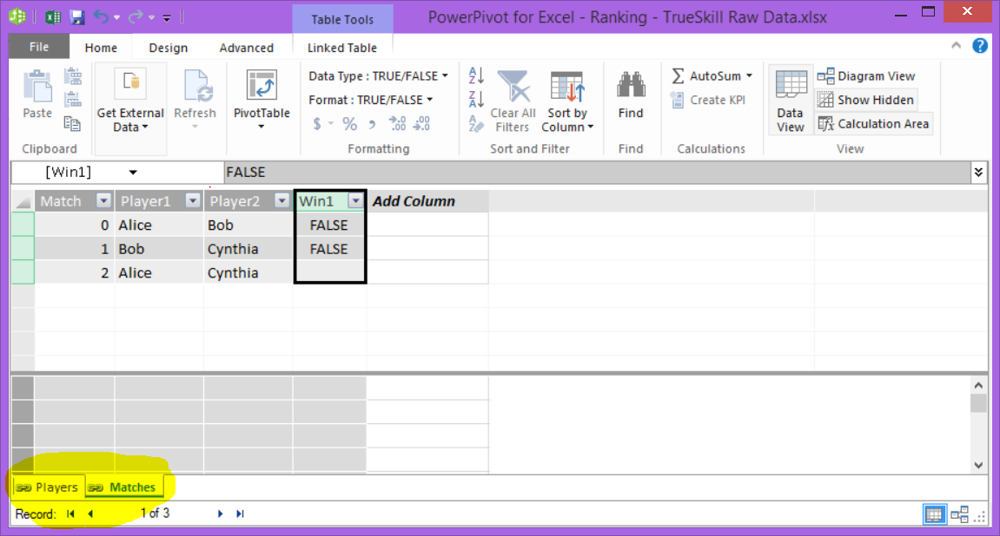 Table Tools
PowerPivot for Excel - Ranking - TrueSkill Raw Data.xlsx
File Home Design Advanced Linked Table
Paste
Clipboard
Get External Data
Refresh
PivotTable
Data Type : TRUE/FALSE
Format : TRUE/FALSE
$ % , .00 .00
Formatting
A Z
Z A
A Z
Clear All Filters
Sort by Column
Sort and Filter
Find
Find
∑ AutoSum
Create KPI
Calculations
Data View
Diagram View
Show Hidden
fx Calculation Area
View
[Win1] FALSE
Match Player1 Player2 Win1 Add Column
0 Alice Bob FALSE
1 Bob Cynthia FALSE
2 Alice Cynthia
Players Matches
Record: 1 of 3